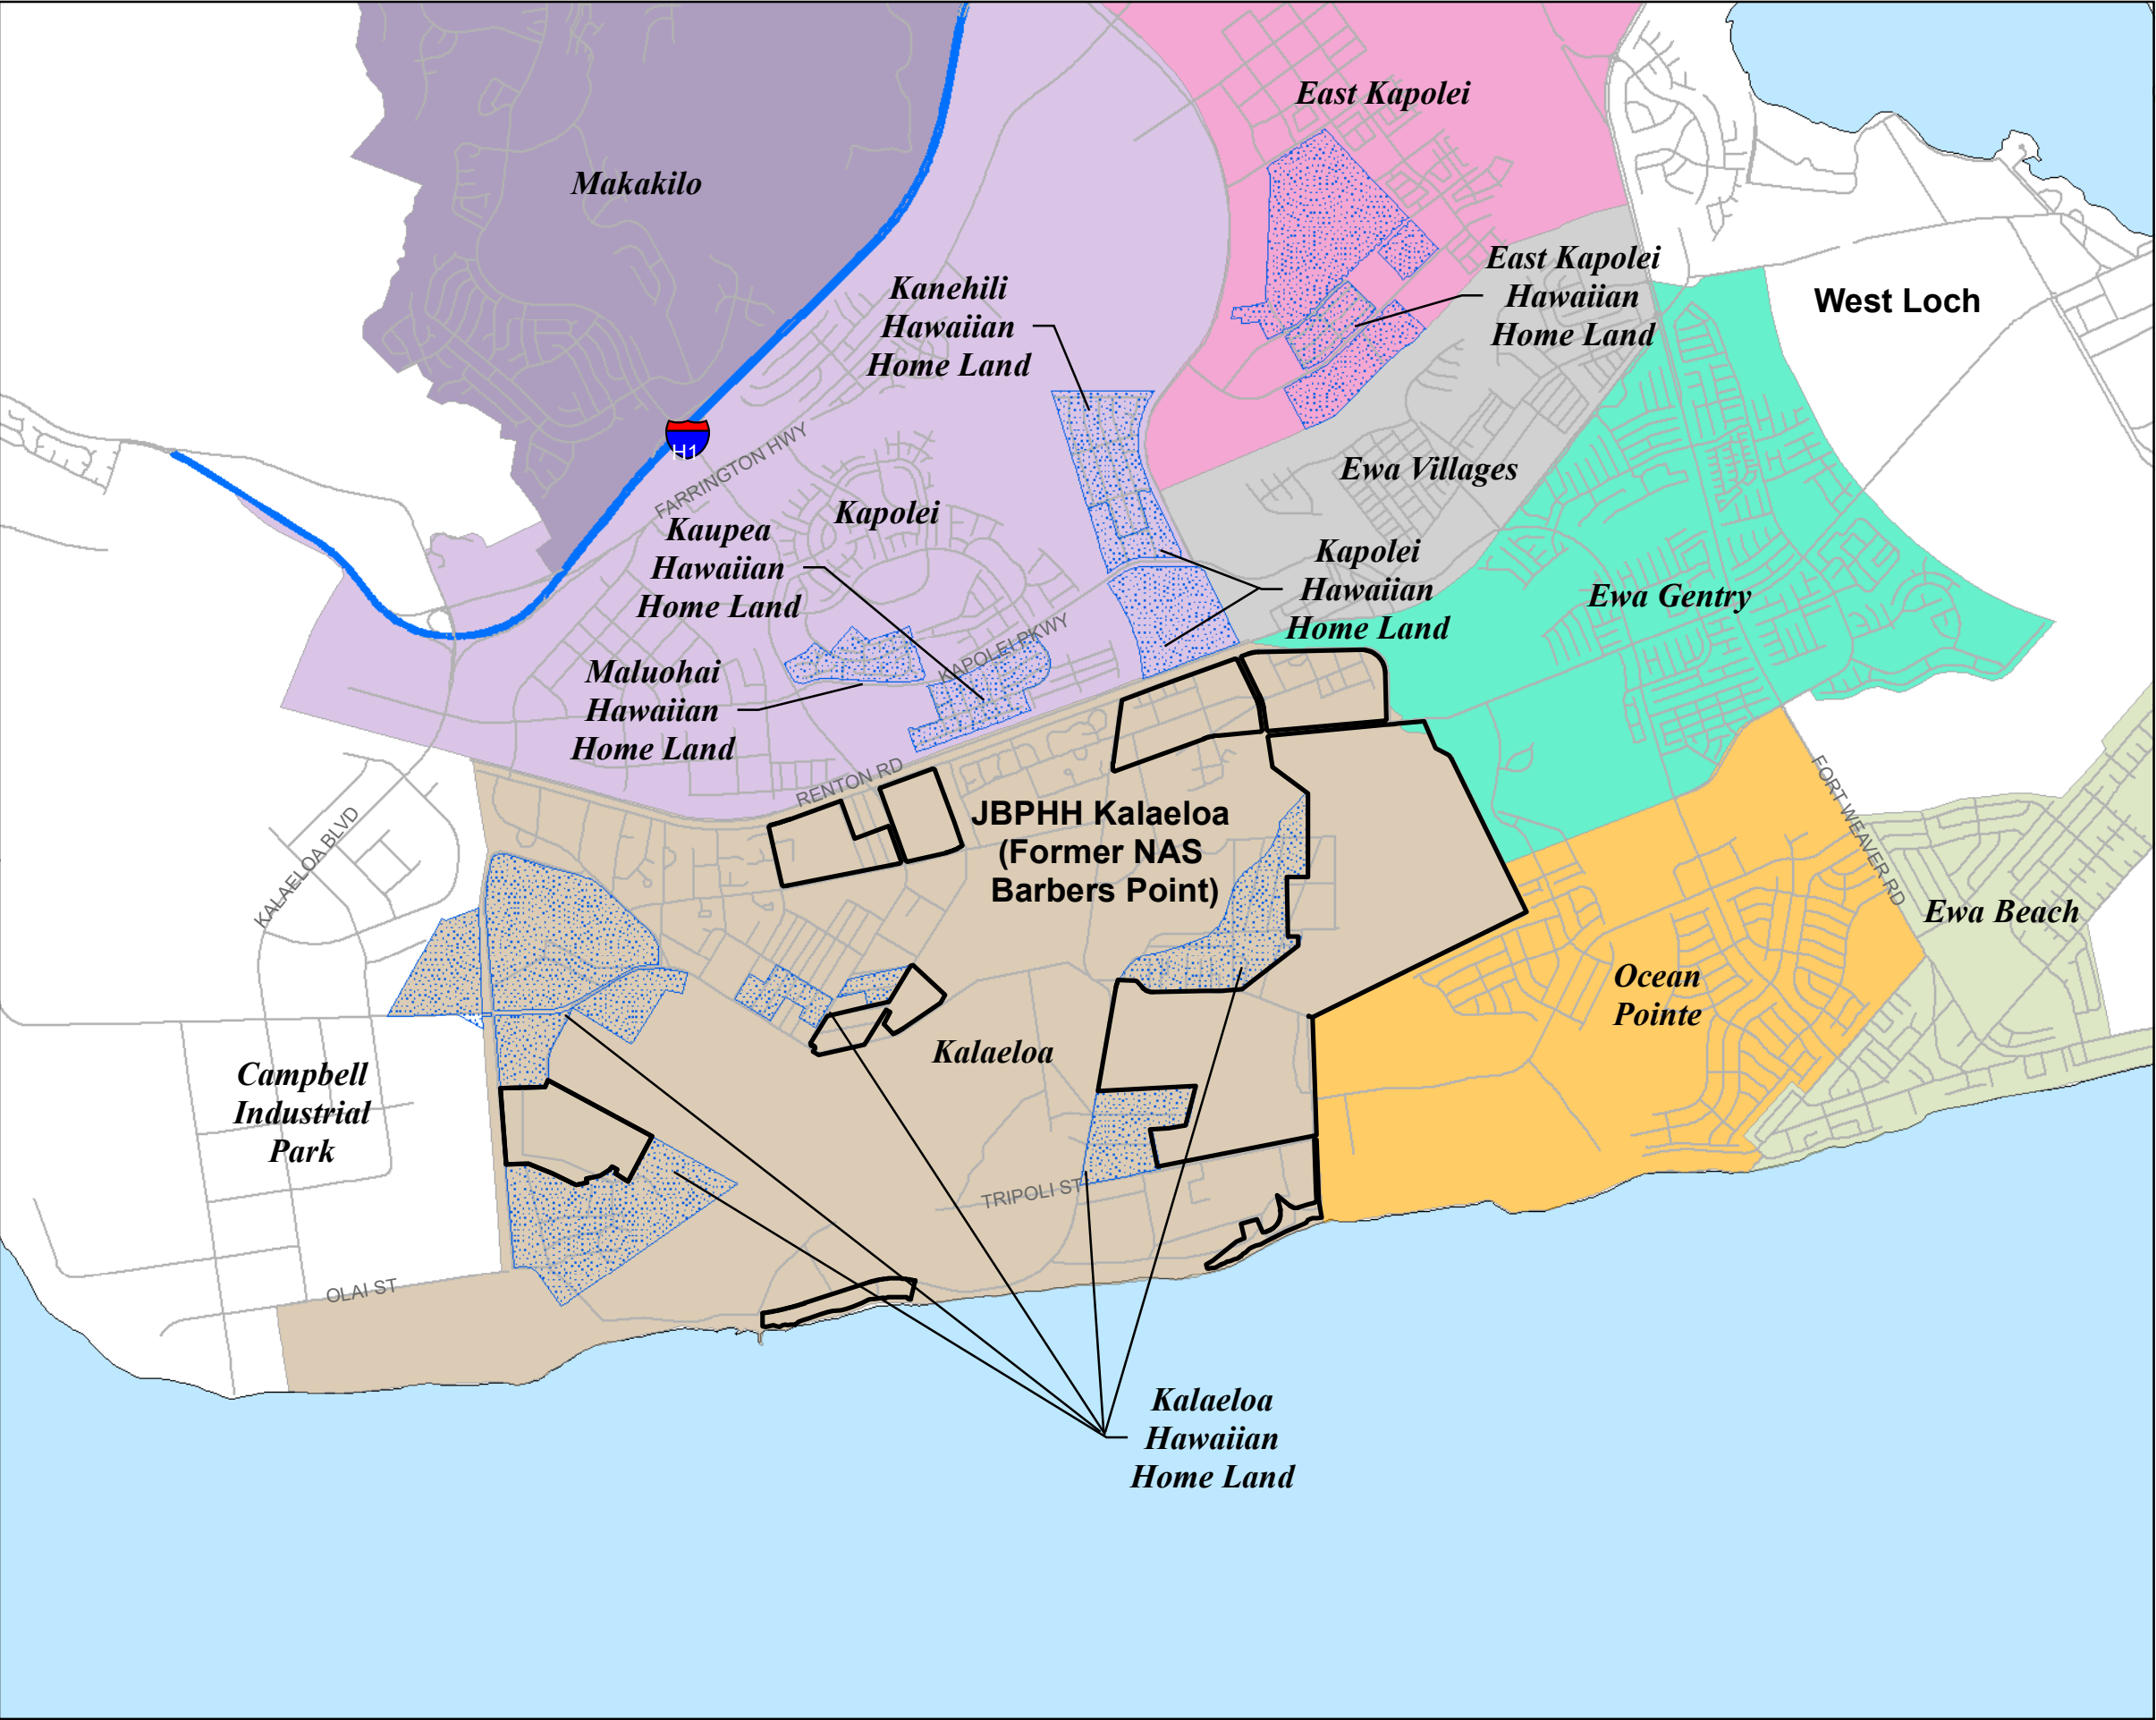 East Kapolei
Makakilo
East Kapolei
Hawaiian
Home Land
West Loch
Kanehili
Hawaiian
Home Land
H1
FARRINGTON HWY
Ewa Villages
Kapolei
Kaupea
Hawaiian
Home Land
Kapolei
Hawaiian
Home Land
Ewa Gentry
KAPOLEI PKWY
Maluohai
Hawaiian
Home Land
RENTON RD
FORT WEAVER RD
KALAELOA BLVD
JBPHH Kalaeloa
(Former NAS
Barbers Point)
Ewa Beach
Ocean
Pointe
Kalaeloa
Campbell
Industrial
Park
TRIPOLI ST
OLAI ST
Kalaeloa
Hawaiian
Home Land